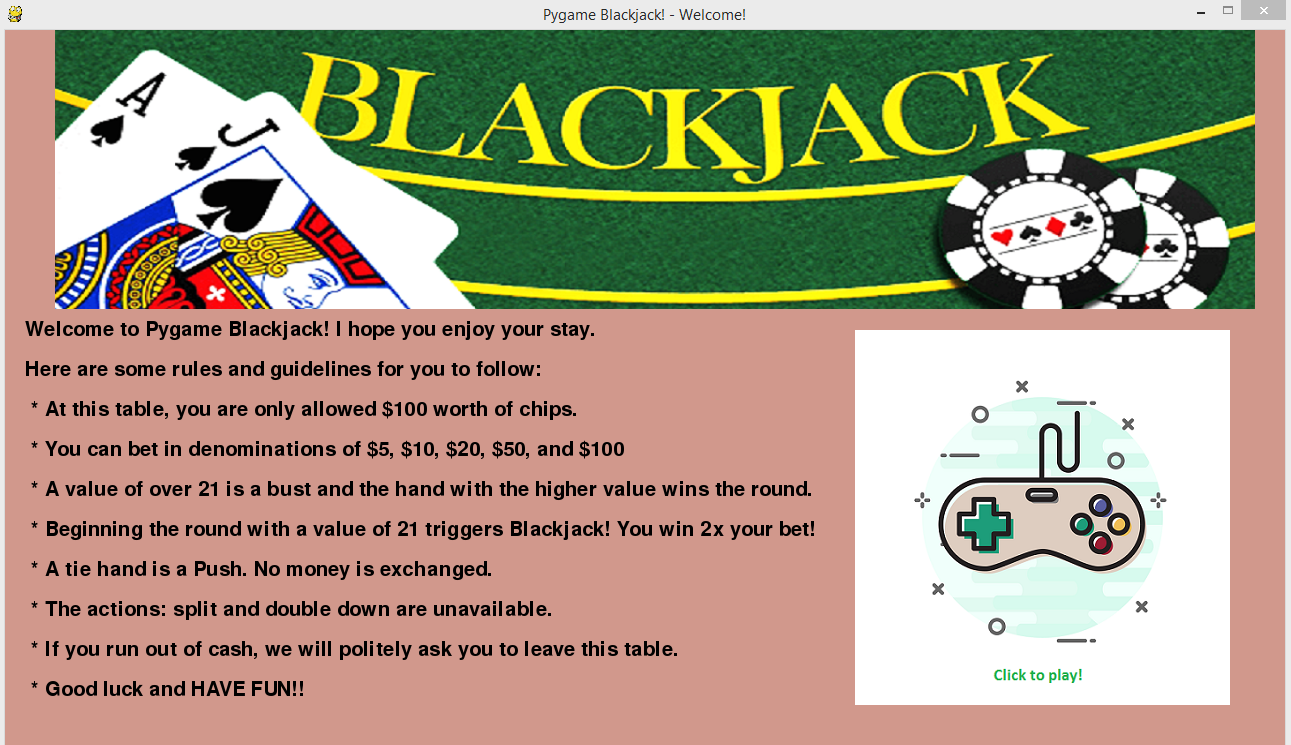 Pygame Blackjack! - Welcome!
BLACKJACK
A
J
Welcome to Pygame Blackjack! I hope you enjoy your stay.
Here are some rules and guidelines for you to follow:
* At this table, you are only allowed $100 worth of chips.
* You can bet in denominations of $5, $10, $20, $50, and $100
* A value of over 21 is a bust and the hand with the higher value wins the round.
* Beginning the round with a value of 21 triggers Blackjack! You win 2x your bet!
* A tie hand is a Push. No money is exchanged.
* The actions: split and double down are unavailable.
* If you run out of cash, we will politely ask you to leave this table.
* Good luck and HAVE FUN!!
Click to play!